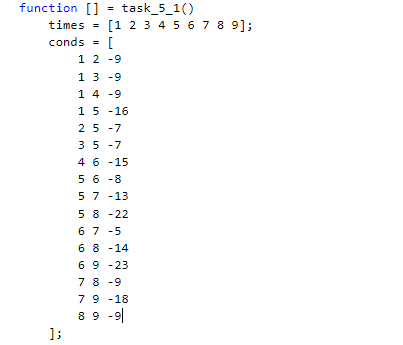 function [] = task_5_1()
times = [1 2 3 4 5 6 7 8 9];
conds = [
1 2 -9
1 3 -9
1 4 -9
1 5 -16
2 5 -7
3 5 -7
4 6 -15
5 6 -8
5 7 -13
5 8 -22
6 7 -5
6 8 -14
6 9 -23
7 8 -9
7 9 -18
8 9 -9
];